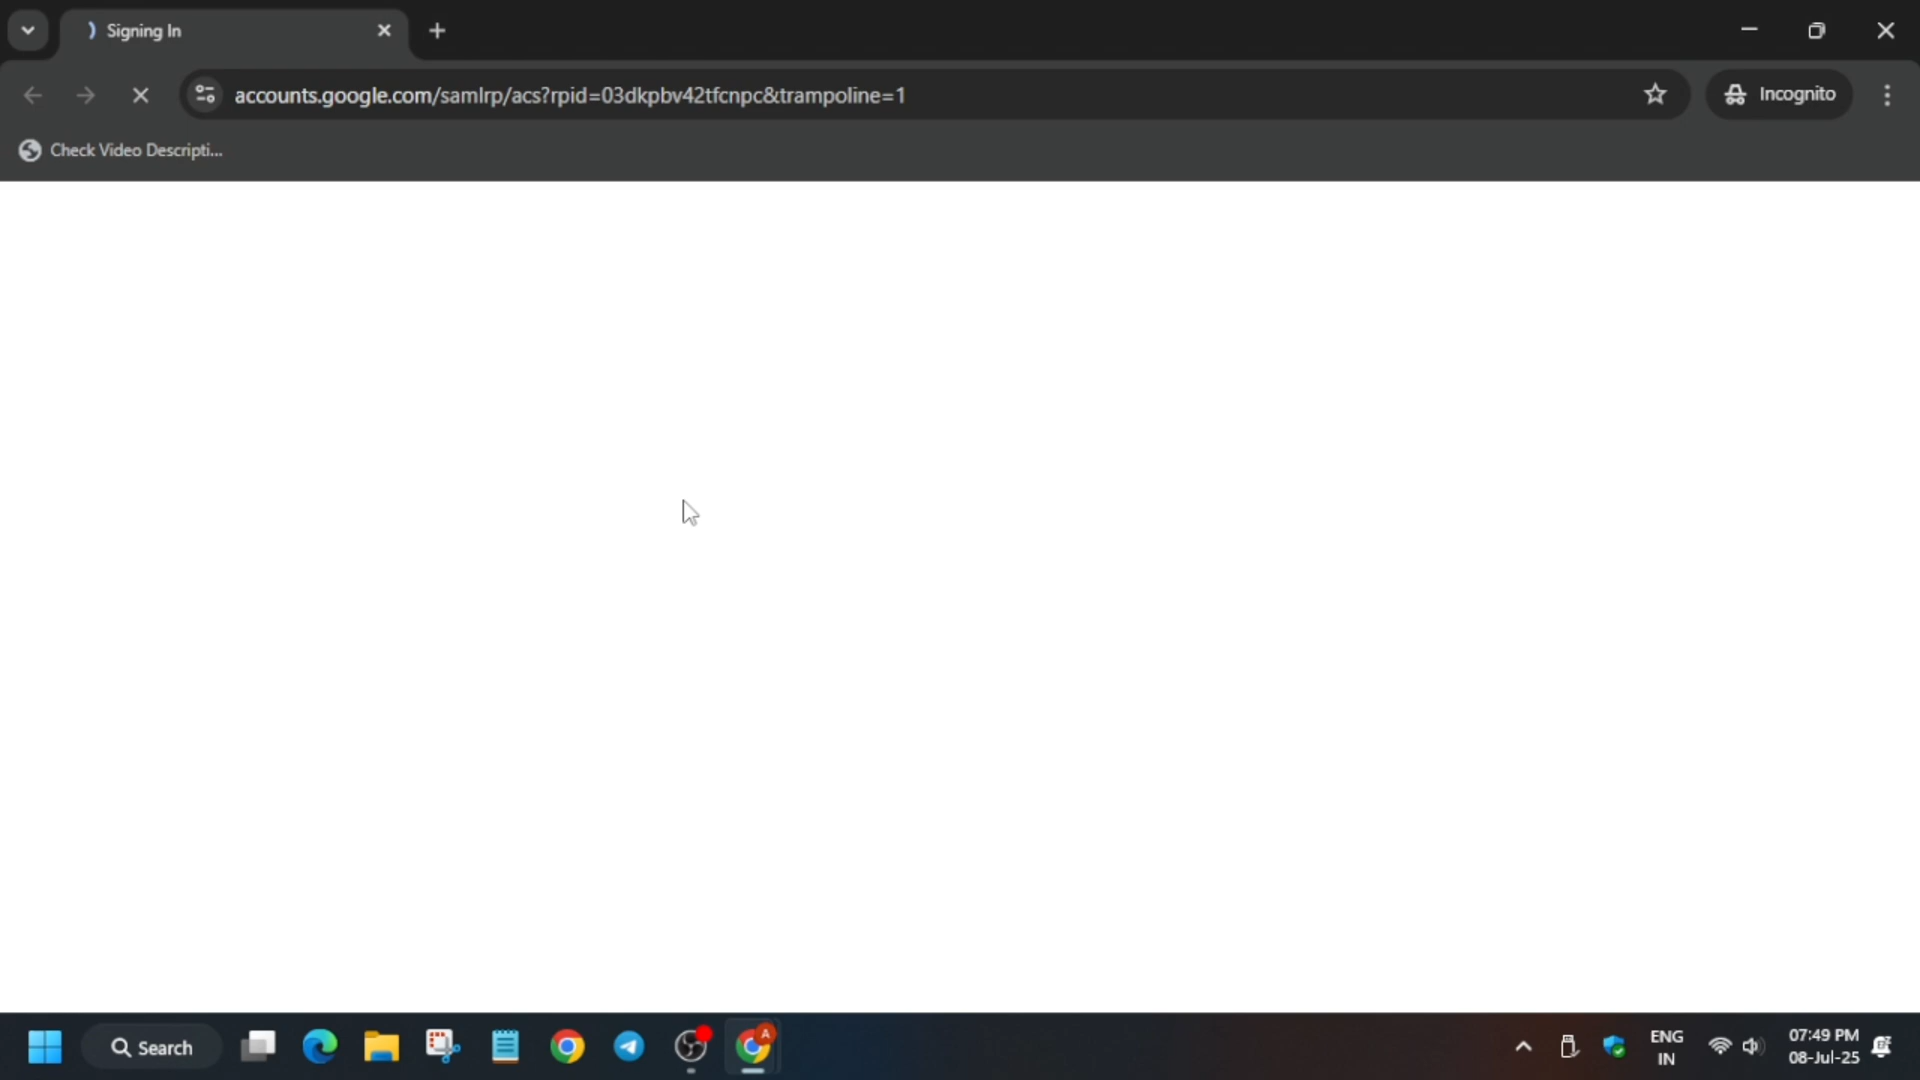 Signing In
accounts.google.com/samlrp/acs?rpid=03dkpbv42tfcnpc&trampoline=1
Incognito
Check Video Descripti...
Search
A
ENG
IN
07:49 PM
08-Jul-25